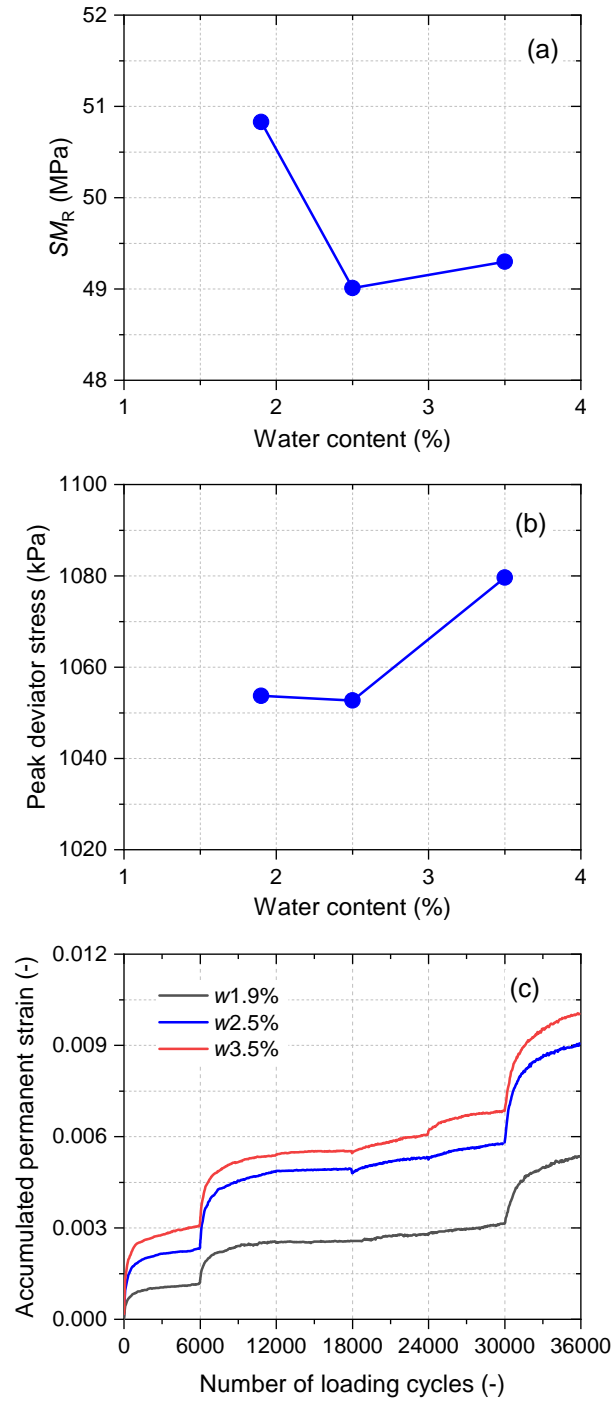 52
(a)
51
50
49
48
SM_R (MPa)
1 2 3 4
Water content (%)
1100
(b)
1080
1060
1040
1020
Peak deviator stress (kPa)
1 2 3 4
Water content (%)
0.012
w1.9%
(c)
w2.5%
0.009
w3.5%
0.006
0.003
0.000
Accumulated permanent strain (-)
0 6000 12000 18000 24000 30000 36000
Number of loading cycles (-)